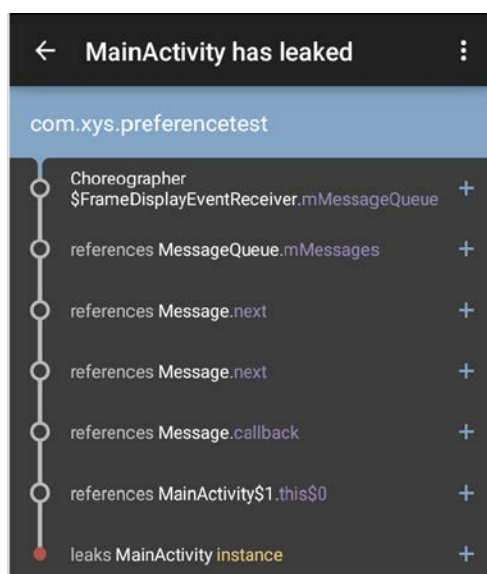 MainActivity has leaked
com.xys.preferencetest
Choreographer
$FrameDisplayEventReceiver.mMessageQueue
references MessageQueue.mMessages
references Message.next
references Message.next
references Message.callback
references MainActivity$1.this$0
leaks MainActivity instance